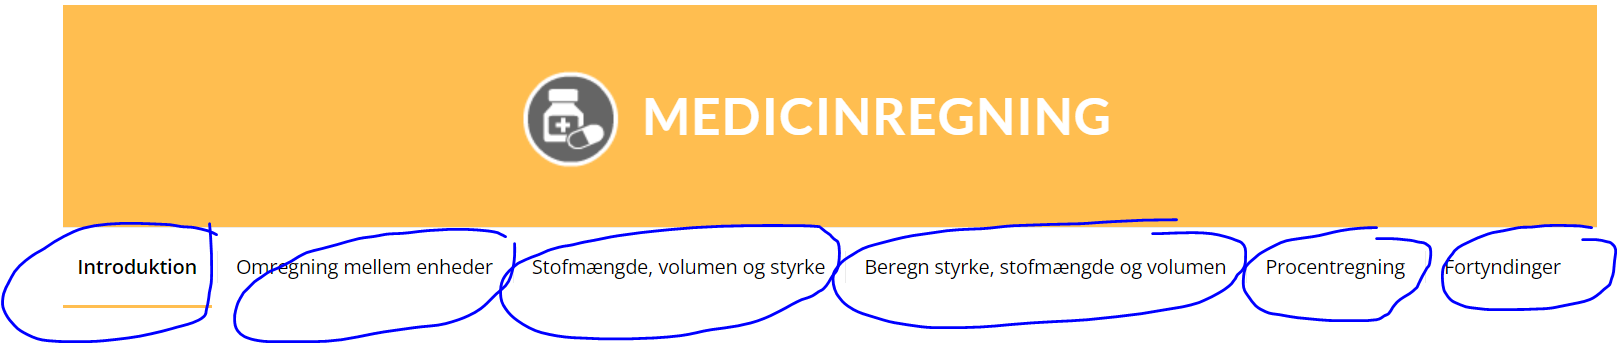 MEDICINREGNING
Introduktion Omregning mellem enheder Stofmængde, volumen og styrke Beregn styrke, stofmængde og volumen Procentregning Fortyndinger